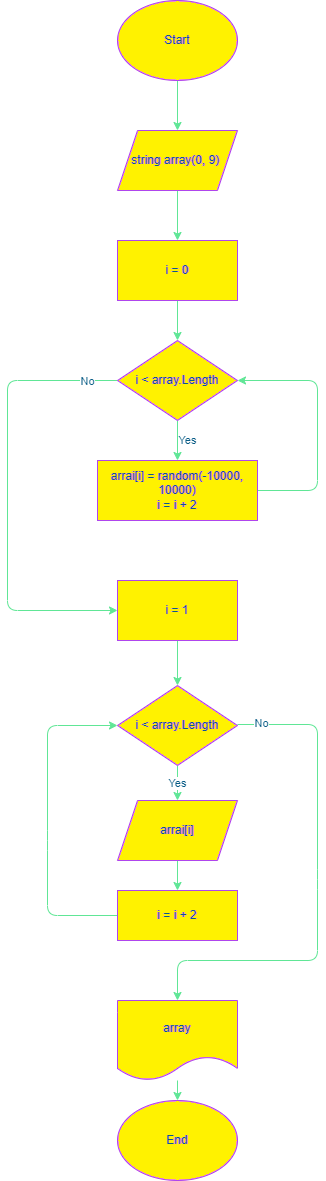 Start
string array(0, 9)
i = 0
i < array.Length
No
Yes
arrai[i] = random(-10000,
10000)
i = i + 2
i = 1
i < array.Length
No
Yes
arrai[i]
i = i + 2
array
End